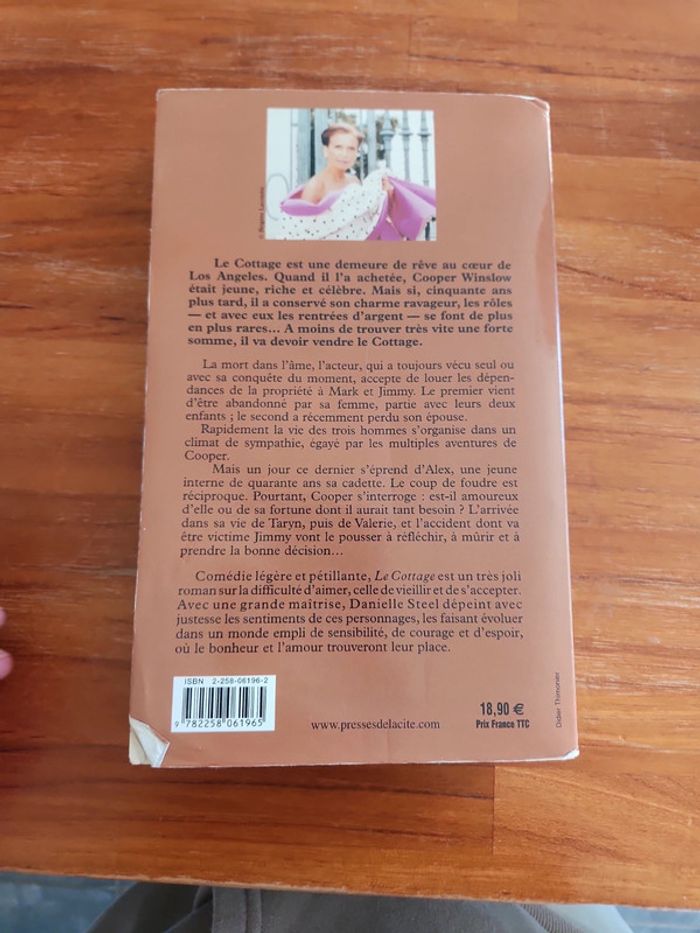 © Brigitte Lacombe
Le Cottage est une demeure de rêve au cœur de
Los Angeles. Quand il l'a achetée, Cooper Winslow
était jeune, riche et célèbre. Mais si, cinquante ans
plus tard, il a conservé son charme ravageur, les rôles
— et avec eux les rentrées d'argent — se font de plus
en plus rares... A moins de trouver très vite une forte
somme, il va devoir vendre le Cottage.
La mort dans l'âme, l'acteur, qui a toujours vécu seul ou
avec sa conquête du moment, accepte de louer les dépen-
dances de la propriété à Mark et Jimmy. Le premier vient
d'être abandonné par sa femme, partie avec leurs deux
enfants ; le second a récemment perdu son épouse.
Rapidement la vie des trois hommes s'organise dans un
climat de sympathie, égayé par les multiples aventures de
Cooper.
Mais un jour ce dernier s'éprend d'Alex, une jeune
interne de quarante ans sa cadette. Le coup de foudre est
réciproque. Pourtant, Cooper s'interroge : est-il amoureux
d'elle ou de sa fortune dont il aurait tant besoin ? L'arrivée
dans sa vie de Taryn, puis de Valerie, et l'accident dont va
être victime Jimmy vont le pousser à réfléchir, à mûrir et à
prendre la bonne décision...
Comédie légère et pétillante, Le Cottage est un très joli
roman sur la difficulté d'aimer, celle de vieillir et de s'accepter.
Avec une grande maîtrise, Danielle Steel dépeint avec
justesse les sentiments de ces personnages, les faisant évoluer
dans un monde empli de sensibilité, de courage et d'espoir,
où le bonheur et l'amour trouveront leur place.
ISBN 2-258-06196-2
9 782258 061965
www.pressesdelacite.com
18,90 €
Prix France TTC
Didier Thimonier